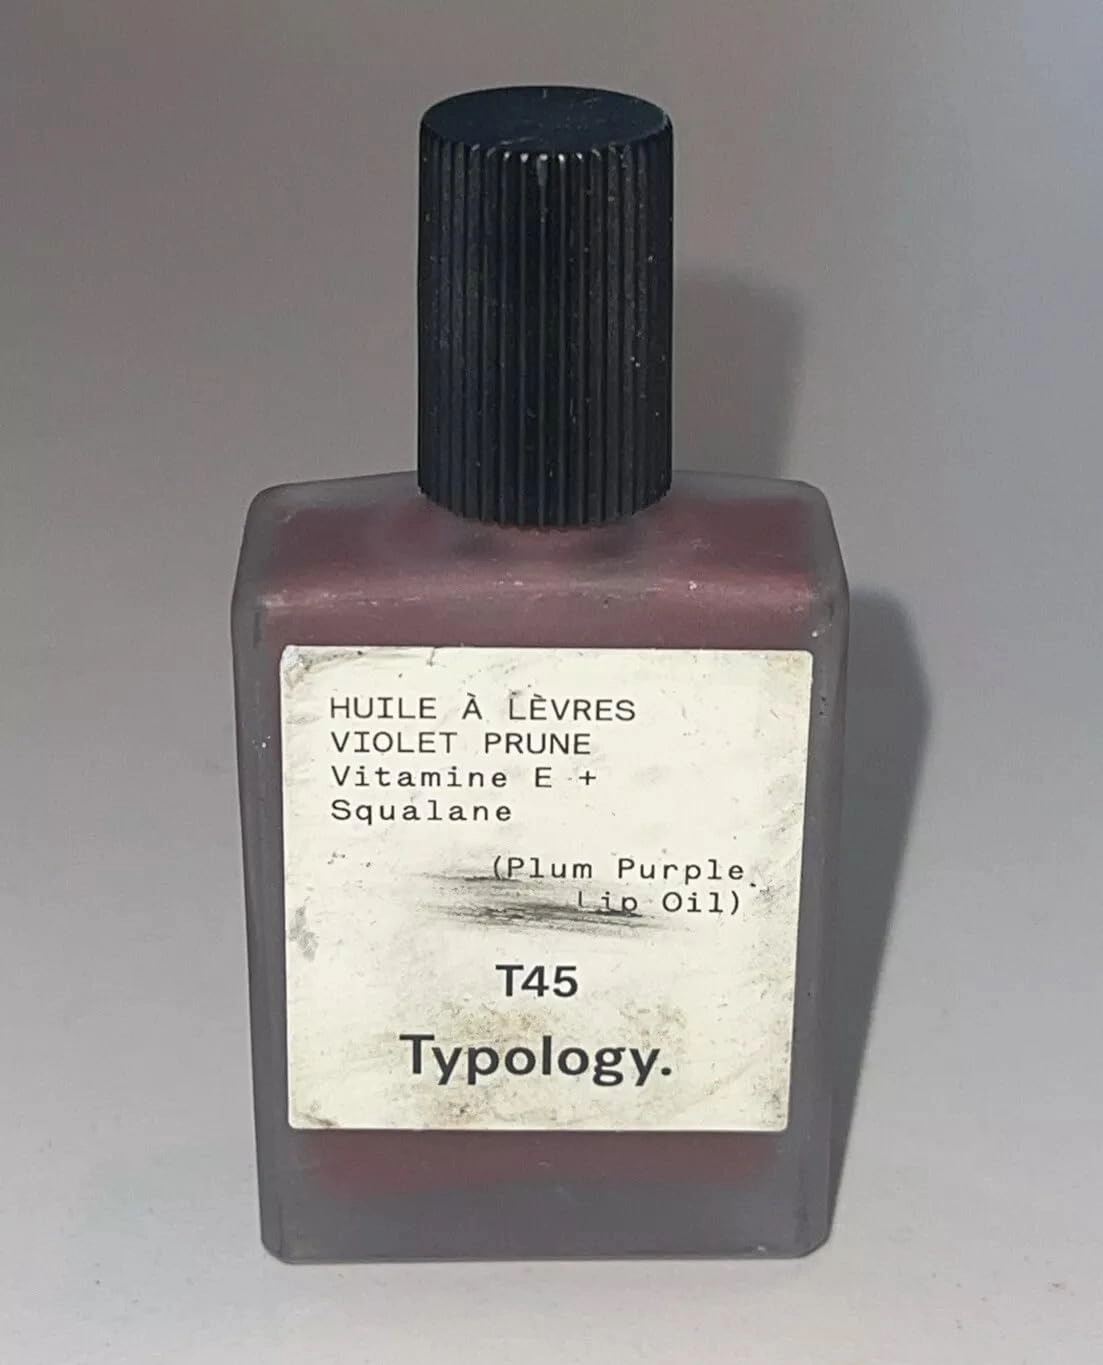 HUILE À LÈVRES
VIOLET PRUNE
Vitamine E +
Squalane
(Plum Purple
Lip Oil)
T45
Typology.